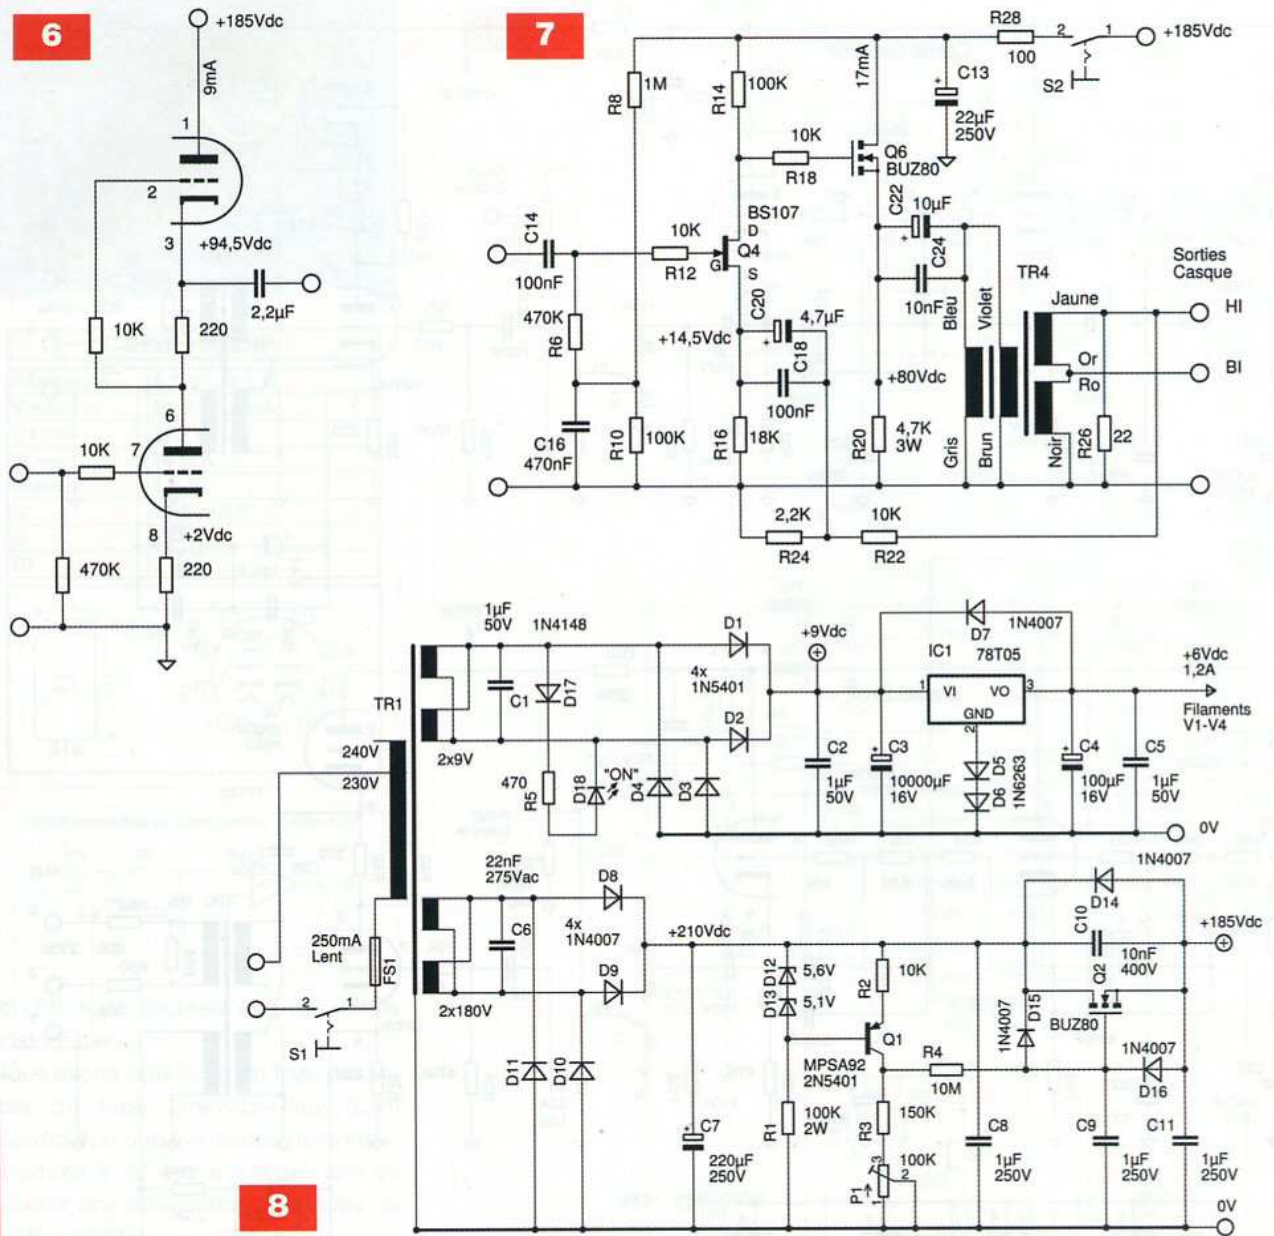 6
+185Vdc
9mA
1
2
3
+94,5Vdc
2,2µF
10K
220
6
10K
7
8
+2Vdc
470K
220
7
R28
100
2
1
+185Vdc
S2
R8
1M
R14
100K
17mA
C13
+
22µF
250V
10K
R18
Q6
BUZ80
C22
10µF
+
C24
10nF
BS107
D
Q4
G
S
C14
100nF
10K
R12
470K
R6
C20
4,7µF
+14,5Vdc
+
C18
100nF
C16
470nF
R10
100K
R16
18K
+80Vdc
R20
4,7K
3W
Bleu
Violet
Gris
Brun
TR4
Jaune
Or
Ro
Noir
R26
22
Sorties
Casque
HI
BI
2,2K
R24
10K
R22
1µF
50V
1N4148
C1
D17
TR1
2x9V
240V
230V
470
R5
D18
"ON"
D4
D3
D1
4x
1N5401
D2
+9Vdc
D7
1N4007
IC1
78T05
1
VI
VO
3
GND
2
C2
1µF
50V
+
C3
10000µF
16V
D5
D6
1N6263
+
C4
100µF
16V
C5
1µF
50V
+6Vdc
1,2A
Filaments
V1-V4
0V
250mA
Lent
FS1
2
1
S1
22nF
275Vac
C6
2x180V
D8
4x
1N4007
D9
D11
D10
+210Vdc
+
C7
220µF
250V
D12
5,6V
D13
5,1V
R2
10K
Q1
MPSA92
2N5401
R1
100K
2W
R3
150K
P1
3
100K
2
1
R4
10M
C8
1µF
250V
1N4007
D15
1N4007
D14
C10
10nF
400V
Q2
BUZ80
1N4007
D16
C9
1µF
250V
C11
1µF
250V
+185Vdc
0V
8